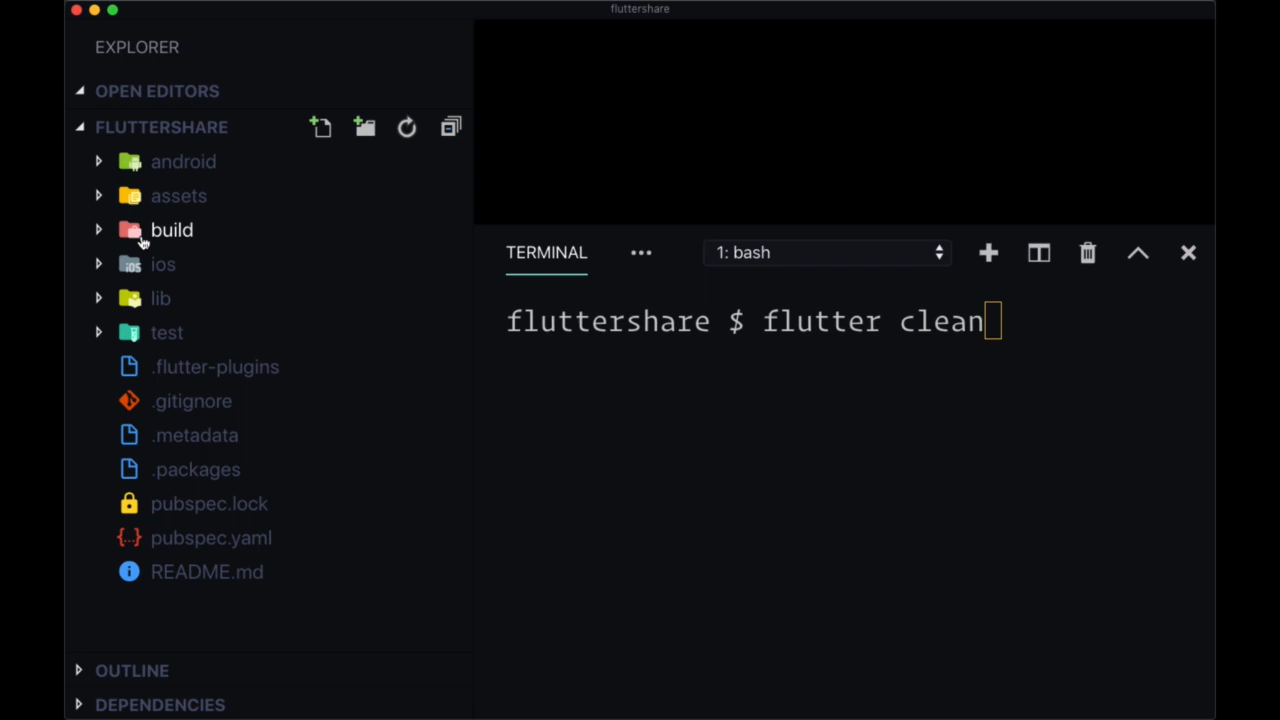 fluttershare
EXPLORER
OPEN EDITORS
FLUTTERSHARE
android
assets
build
ios
lib
test
.flutter-plugins
.gitignore
.metadata
.packages
pubspec.lock
pubspec.yaml
README.md
OUTLINE
DEPENDENCIES
TERMINAL
1: bash
fluttershare $ flutter clean